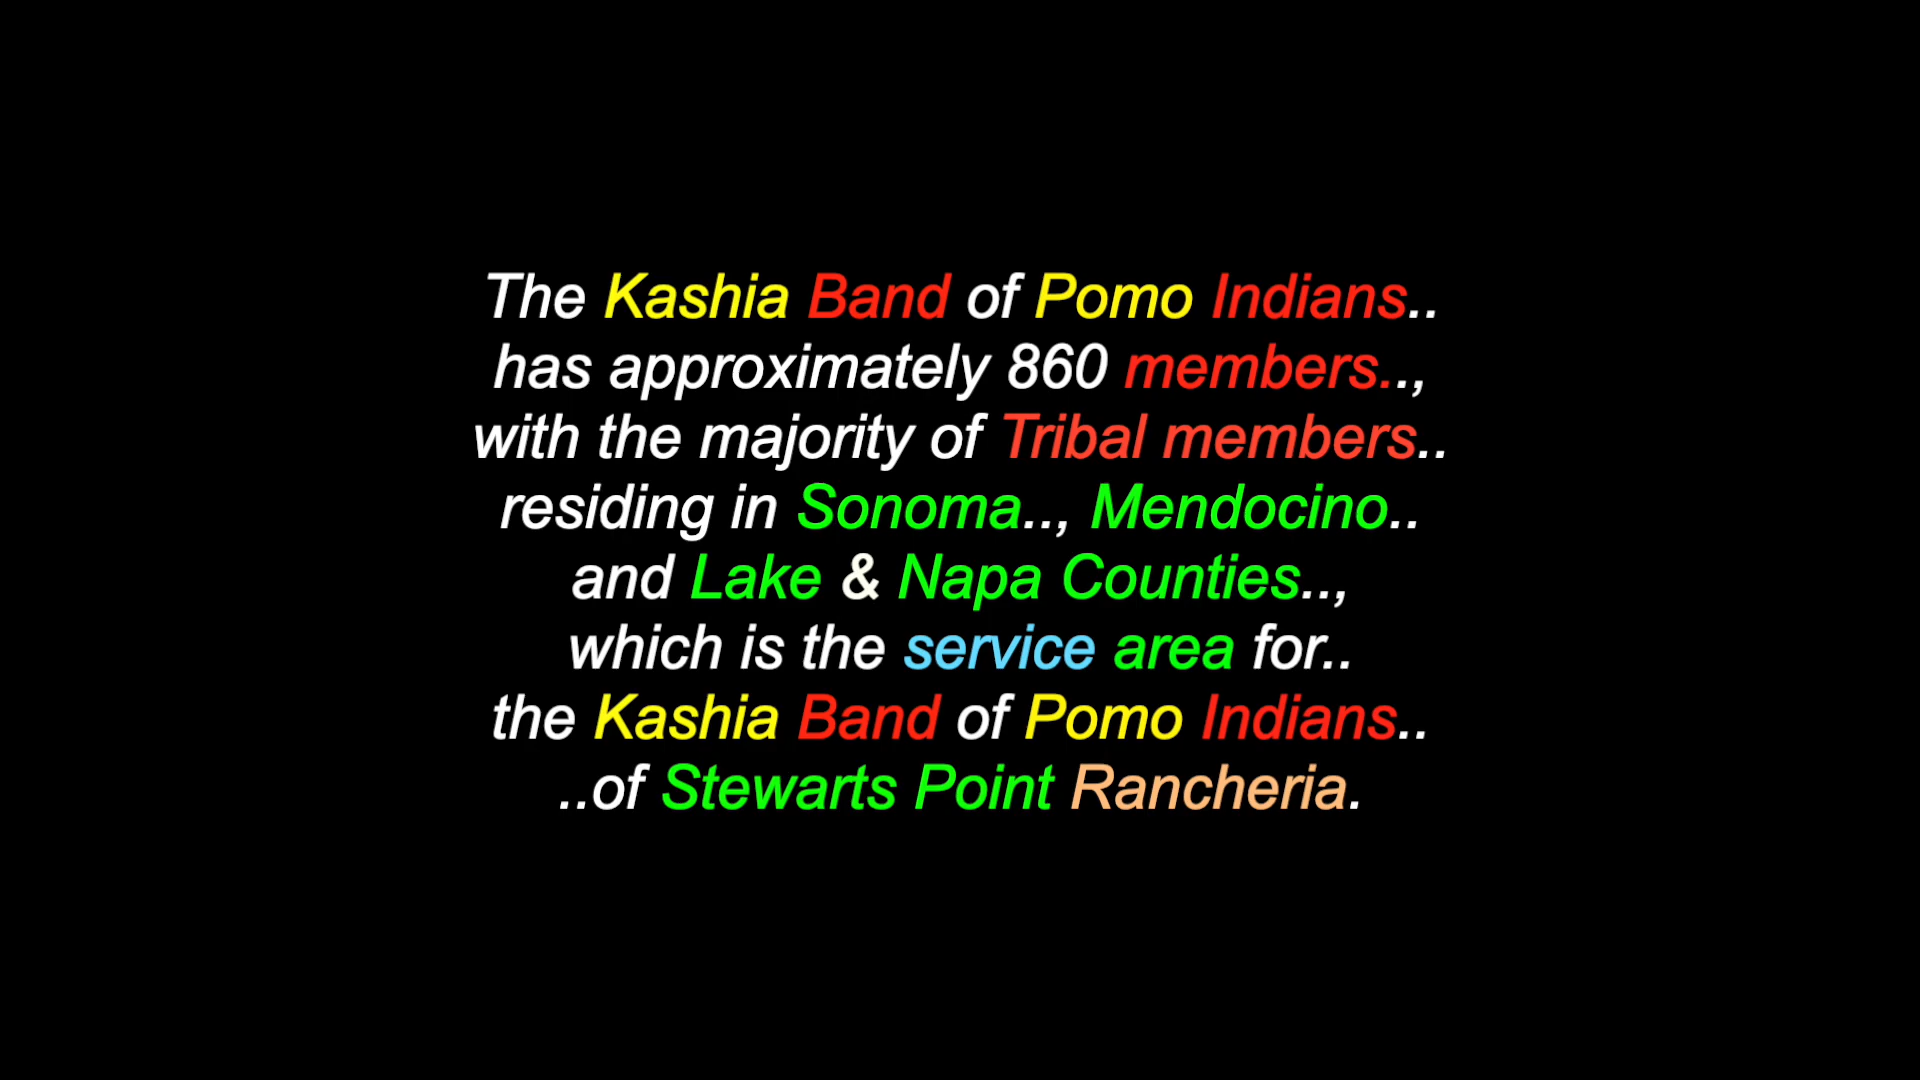 The Kashia Band of Pomo Indians..
has approximately 860 members..,
with the majority of Tribal members..
residing in Sonoma.., Mendocino..
and Lake & Napa Counties..,
which is the service area for..
the Kashia Band of Pomo Indians..
..of Stewarts Point Rancheria.